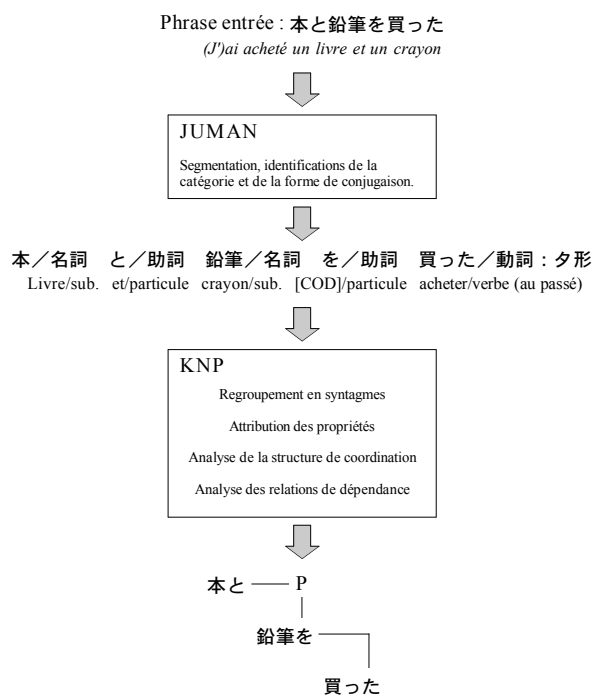 Phrase entrée : 本と鉛筆を買った
(J')ai acheté un livre et un crayon
JUMAN
Segmentation, identifications de la
catégorie et de la forme de conjugaison.
本／名詞 と／助詞 鉛筆／名詞 を／助詞 買った／動詞：タ形
Livre/sub. et/particule crayon/sub. [COD]/particule acheter/verbe (au passé)
KNP
Regroupement en syntagmes
Attribution des propriétés
Analyse de la structure de coordination
Analyse des relations de dépendance
本と P
鉛筆を
買った